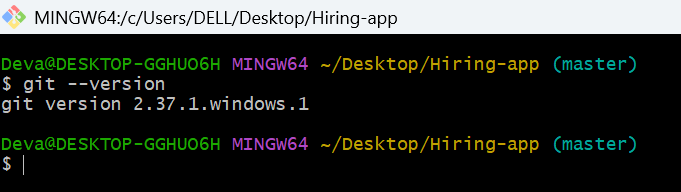 MINGW64:/c/Users/DELL/Desktop/Hiring-app
Deva@DESKTOP-GGHUO6H MINGW64 ~/Desktop/Hiring-app (master)
$ git --version
git version 2.37.1.windows.1
Deva@DESKTOP-GGHUO6H MINGW64 ~/Desktop/Hiring-app (master)
$